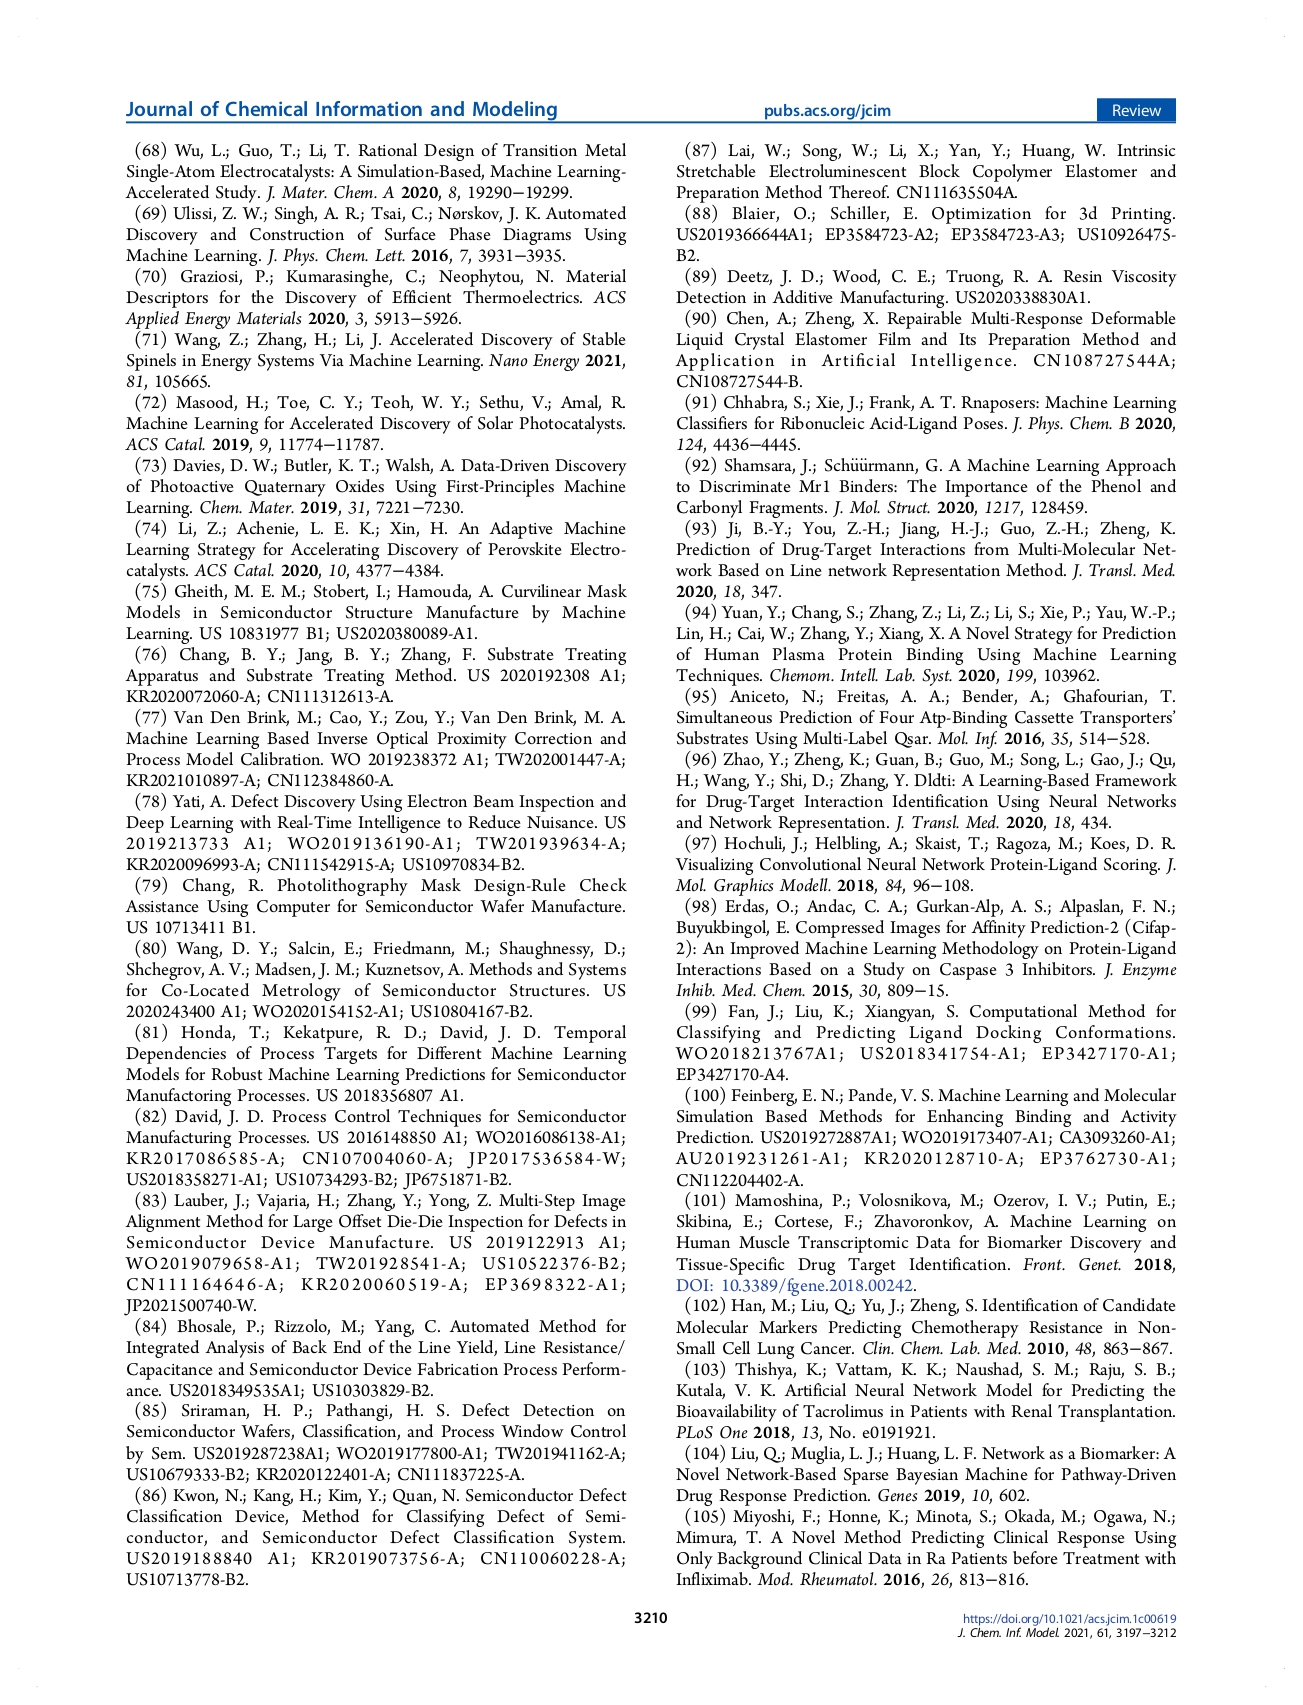 Journal of Chemical Information and Modeling
pubs.acs.org/jcim
Review
(68) Wu, L.; Guo, T.; Li, T. Rational Design of Transition Metal
Single-Atom Electrocatalysts: A Simulation-Based, Machine Learning-
Accelerated Study. J. Mater. Chem. A 2020, 8, 19290−19299.
(69) Ulissi, Z. W.; Singh, A. R.; Tsai, C.; Nørskov, J. K. Automated
Discovery and Construction of Surface Phase Diagrams Using
Machine Learning. J. Phys. Chem. Lett. 2016, 7, 3931−3935.
(70) Graziosi, P.; Kumarasinghe, C.; Neophytou, N. Material
Descriptors for the Discovery of Efficient Thermoelectrics. ACS
Applied Energy Materials 2020, 3, 5913−5926.
(71) Wang, Z.; Zhang, H.; Li, J. Accelerated Discovery of Stable
Spinels in Energy Systems Via Machine Learning. Nano Energy 2021,
81, 105665.
(72) Masood, H.; Toe, C. Y.; Teoh, W. Y.; Sethu, V.; Amal, R.
Machine Learning for Accelerated Discovery of Solar Photocatalysts.
ACS Catal. 2019, 9, 11774−11787.
(73) Davies, D. W.; Butler, K. T.; Walsh, A. Data-Driven Discovery
of Photoactive Quaternary Oxides Using First-Principles Machine
Learning. Chem. Mater. 2019, 31, 7221−7230.
(74) Li, Z.; Achenie, L. E. K.; Xin, H. An Adaptive Machine
Learning Strategy for Accelerating Discovery of Perovskite Electro-
catalysts. ACS Catal. 2020, 10, 4377−4384.
(75) Gheith, M. E. M.; Stobert, I.; Hamouda, A. Curvilinear Mask
Models in Semiconductor Structure Manufacture by Machine
Learning. US 10831977 B1; US2020380089-A1.
(76) Chang, B. Y.; Jang, B. Y.; Zhang, F. Substrate Treating
Apparatus and Substrate Treating Method. US 2020192308 A1;
KR2020072060-A; CN111312613-A.
(77) Van Den Brink, M.; Cao, Y.; Zou, Y.; Van Den Brink, M. A.
Machine Learning Based Inverse Optical Proximity Correction and
Process Model Calibration. WO 2019238372 A1; TW202001447-A;
KR2021010897-A; CN112384860-A.
(78) Yati, A. Defect Discovery Using Electron Beam Inspection and
Deep Learning with Real-Time Intelligence to Reduce Nuisance. US
2019213733 A1; WO2019136190-A1; TW201939634-A;
KR2020096993-A; CN111542915-A; US10970834-B2.
(79) Chang, R. Photolithography Mask Design-Rule Check
Assistance Using Computer for Semiconductor Wafer Manufacture.
US 10713411 B1.
(80) Wang, D. Y.; Salcin, E.; Friedmann, M.; Shaughnessy, D.;
Shchegrov, A. V.; Madsen, J. M.; Kuznetsov, A. Methods and Systems
for Co-Located Metrology of Semiconductor Structures. US
2020243400 A1; WO2020154152-A1; US10804167-B2.
(81) Honda, T.; Kekatpure, R. D.; David, J. D. Temporal
Dependencies of Process Targets for Different Machine Learning
Models for Robust Machine Learning Predictions for Semiconductor
Manufactoring Processes. US 2018356807 A1.
(82) David, J. D. Process Control Techniques for Semiconductor
Manufacturing Processes. US 2016148850 A1; WO2016086138-A1;
KR2017086585-A; CN107004060-A; JP2017536584-W;
US2018358271-A1; US10734293-B2; JP6751871-B2.
(83) Lauber, J.; Vajaria, H.; Zhang, Y.; Yong, Z. Multi-Step Image
Alignment Method for Large Offset Die-Die Inspection for Defects in
Semiconductor Device Manufacture. US 2019122913 A1;
WO2019079658-A1; TW201928541-A; US10522376-B2;
CN111164646-A; KR2020060519-A; EP3698322-A1;
JP2021500740-W.
(84) Bhosale, P.; Rizzolo, M.; Yang, C. Automated Method for
Integrated Analysis of Back End of the Line Yield, Line Resistance/
Capacitance and Semiconductor Device Fabrication Process Perform-
ance. US2018349535A1; US10303829-B2.
(85) Sriraman, H. P.; Pathangi, H. S. Defect Detection on
Semiconductor Wafers, Classification, and Process Window Control
by Sem. US2019287238A1; WO2019177800-A1; TW201941162-A;
US10679333-B2; KR2020122401-A; CN111837225-A.
(86) Kwon, N.; Kang, H.; Kim, Y.; Quan, N. Semiconductor Defect
Classification Device, Method for Classifying Defect of Semi-
conductor, and Semiconductor Defect Classification System.
US2019188840 A1; KR2019073756-A; CN110060228-A;
US10713778-B2.
(87) Lai, W.; Song, W.; Li, X.; Yan, Y.; Huang, W. Intrinsic
Stretchable Electroluminescent Block Copolymer Elastomer and
Preparation Method Thereof. CN111635504A.
(88) Blaier, O.; Schiller, E. Optimization for 3d Printing.
US2019366644A1; EP3584723-A2; EP3584723-A3; US10926475-
B2.
(89) Deetz, J. D.; Wood, C. E.; Truong, R. A. Resin Viscosity
Detection in Additive Manufacturing. US2020338830A1.
(90) Chen, A.; Zheng, X. Repairable Multi-Response Deformable
Liquid Crystal Elastomer Film and Its Preparation Method and
Application in Artificial Intelligence. CN108727544A;
CN108727544-B.
(91) Chhabra, S.; Xie, J.; Frank, A. T. Rnaposers: Machine Learning
Classifiers for Ribonucleic Acid-Ligand Poses. J. Phys. Chem. B 2020,
124, 4436−4445.
(92) Shamsara, J.; Schüürmann, G. A Machine Learning Approach
to Discriminate Mr1 Binders: The Importance of the Phenol and
Carbonyl Fragments. J. Mol. Struct. 2020, 1217, 128459.
(93) Ji, B.-Y.; You, Z.-H.; Jiang, H.-J.; Guo, Z.-H.; Zheng, K.
Prediction of Drug-Target Interactions from Multi-Molecular Net-
work Based on Line network Representation Method. J. Transl. Med.
2020, 18, 347.
(94) Yuan, Y.; Chang, S.; Zhang, Z.; Li, Z.; Li, S.; Xie, P.; Yau, W.-P.;
Lin, H.; Cai, W.; Zhang, Y.; Xiang, X. A Novel Strategy for Prediction
of Human Plasma Protein Binding Using Machine Learning
Techniques. Chemom. Intell. Lab. Syst. 2020, 199, 103962.
(95) Aniceto, N.; Freitas, A. A.; Bender, A.; Ghafourian, T.
Simultaneous Prediction of Four Atp-Binding Cassette Transporters’
Substrates Using Multi-Label Qsar. Mol. Inf. 2016, 35, 514−528.
(96) Zhao, Y.; Zheng, K.; Guan, B.; Guo, M.; Song, L.; Gao, J.; Qu,
H.; Wang, Y.; Shi, D.; Zhang, Y. Dldti: A Learning-Based Framework
for Drug-Target Interaction Identification Using Neural Networks
and Network Representation. J. Transl. Med. 2020, 18, 434.
(97) Hochuli, J.; Helbling, A.; Skaist, T.; Ragoza, M.; Koes, D. R.
Visualizing Convolutional Neural Network Protein-Ligand Scoring. J.
Mol. Graphics Modell. 2018, 84, 96−108.
(98) Erdas, O.; Andac, C. A.; Gurkan-Alp, A. S.; Alpaslan, F. N.;
Buyukbingol, E. Compressed Images for Affinity Prediction-2 (Cifap-
2): An Improved Machine Learning Methodology on Protein-Ligand
Interactions Based on a Study on Caspase 3 Inhibitors. J. Enzyme
Inhib. Med. Chem. 2015, 30, 809−15.
(99) Fan, J.; Liu, K.; Xiangyan, S. Computational Method for
Classifying and Predicting Ligand Docking Conformations.
WO2018213767A1; US2018341754-A1; EP3427170-A1;
EP3427170-A4.
(100) Feinberg, E. N.; Pande, V. S. Machine Learning and Molecular
Simulation Based Methods for Enhancing Binding and Activity
Prediction. US2019272887A1; WO2019173407-A1; CA3093260-A1;
AU2019231261-A1; KR2020128710-A; EP3762730-A1;
CN112204402-A.
(101) Mamoshina, P.; Volosnikova, M.; Ozerov, I. V.; Putin, E.;
Skibina, E.; Cortese, F.; Zhavoronkov, A. Machine Learning on
Human Muscle Transcriptomic Data for Biomarker Discovery and
Tissue-Specific Drug Target Identification. Front. Genet. 2018,
DOI: 10.3389/fgene.2018.00242.
(102) Han, M.; Liu, Q.; Yu, J.; Zheng, S. Identification of Candidate
Molecular Markers Predicting Chemotherapy Resistance in Non-
Small Cell Lung Cancer. Clin. Chem. Lab. Med. 2010, 48, 863−867.
(103) Thishya, K.; Vattam, K. K.; Naushad, S. M.; Raju, S. B.;
Kutala, V. K. Artificial Neural Network Model for Predicting the
Bioavailability of Tacrolimus in Patients with Renal Transplantation.
PLoS One 2018, 13, No. e0191921.
(104) Liu, Q.; Muglia, L. J.; Huang, L. F. Network as a Biomarker: A
Novel Network-Based Sparse Bayesian Machine for Pathway-Driven
Drug Response Prediction. Genes 2019, 10, 602.
(105) Miyoshi, F.; Honne, K.; Minota, S.; Okada, M.; Ogawa, N.;
Mimura, T. A Novel Method Predicting Clinical Response Using
Only Background Clinical Data in Ra Patients before Treatment with
Infliximab. Mod. Rheumatol. 2016, 26, 813−816.
3210
https://doi.org/10.1021/acs.jcim.1c00619
J. Chem. Inf. Model. 2021, 61, 3197−3212